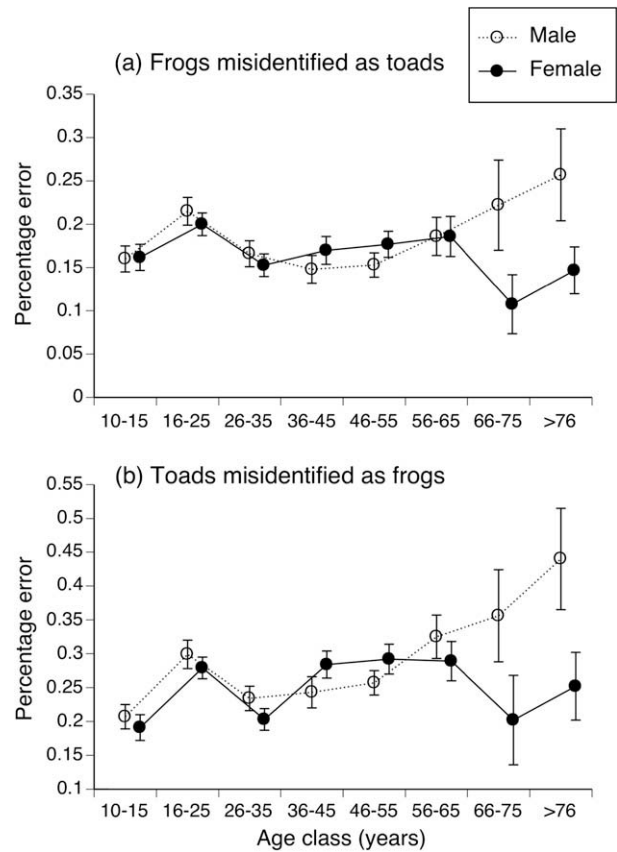 Male
Female
(a) Frogs misidentified as toads
0.35
0.3
0.25
0.2
0.15
0.1
0.05
0
Percentage error
10-15 16-25 26-35 36-45 46-55 56-65 66-75 >76
(b) Toads misidentified as frogs
0.55
0.5
0.45
0.4
0.35
0.3
0.25
0.2
0.15
0.1
Percentage error
10-15 16-25 26-35 36-45 46-55 56-65 66-75 >76
Age class (years)